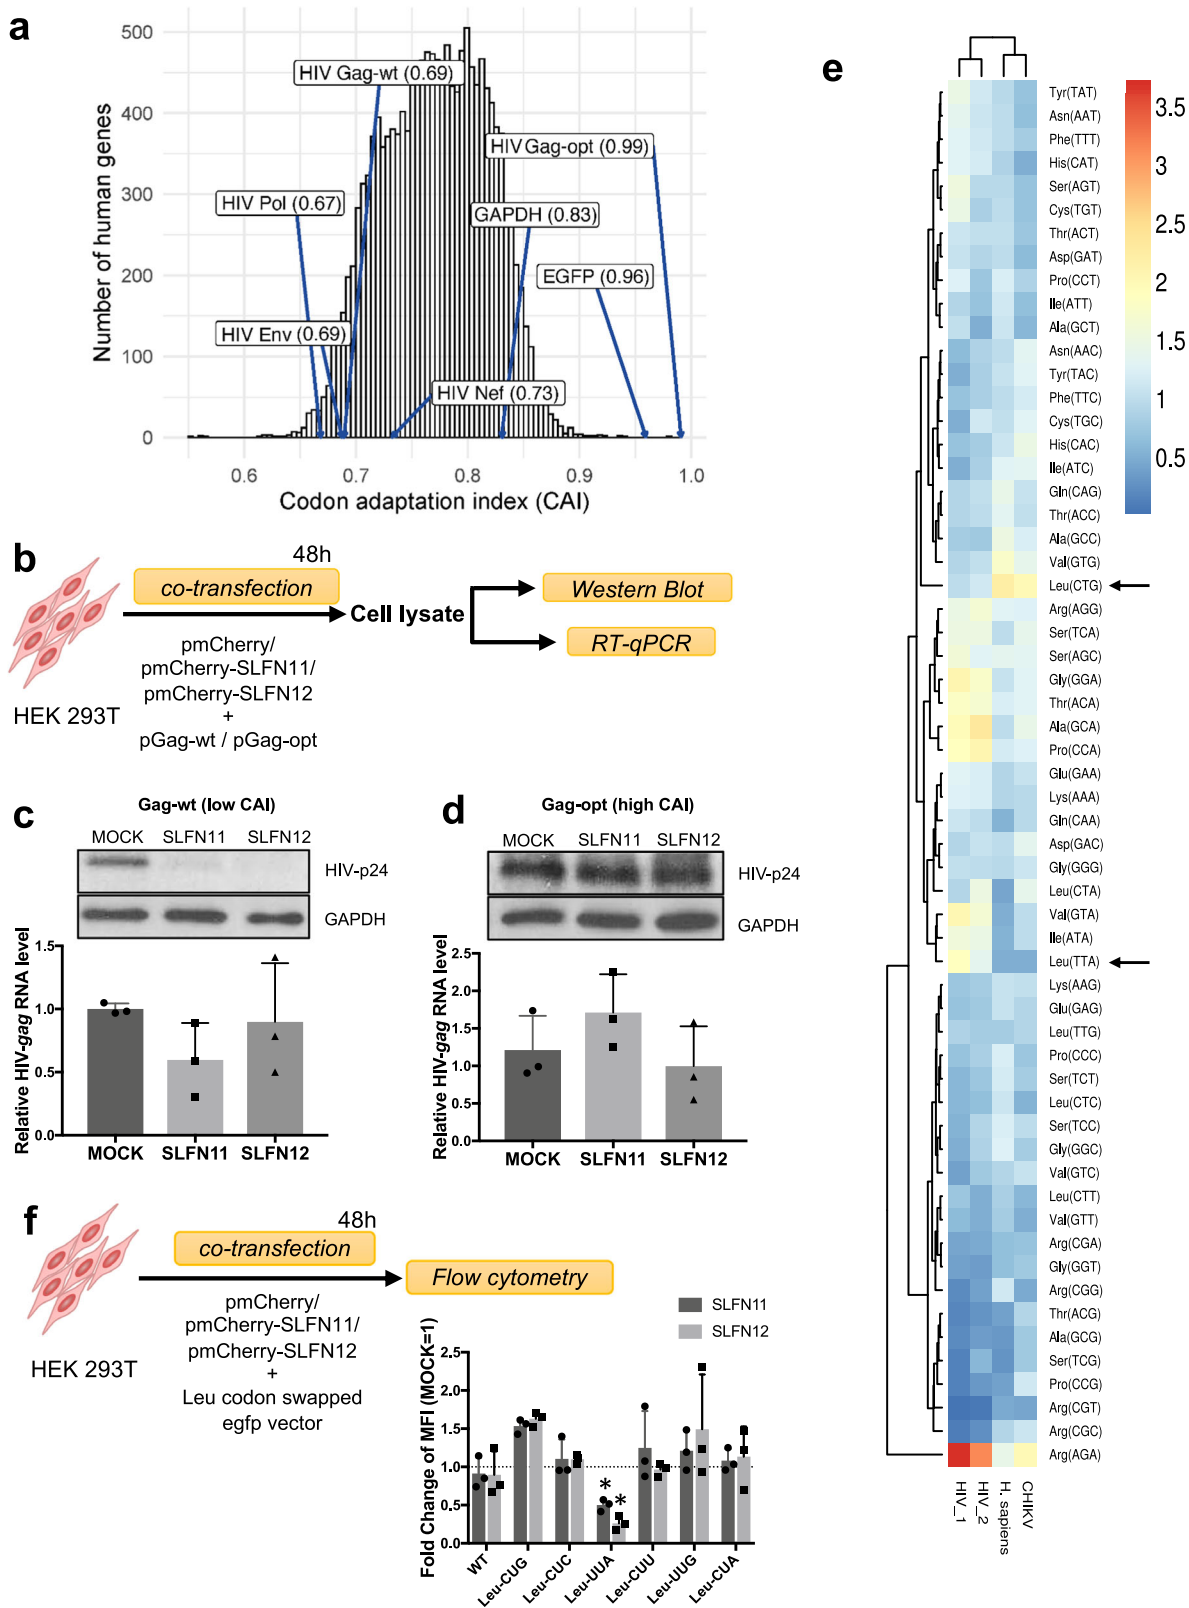 a
500
400
300
200
100
0
Number of human genes
HIV Gag-wt (0.69)
HIV Gag-opt (0.99)
HIV Pol (0.67)
GAPDH (0.83)
EGFP (0.96)
HIV Env (0.69)
HIV Nef (0.73)
0.6 0.7 0.8 0.9 1.0
Codon adaptation index (CAI)
b
48h
co-transfection
Cell lysate
Western Blot
RT-qPCR
pmCherry/
pmCherry-SLFN11/
pmCherry-SLFN12
+
pGag-wt / pGag-opt
HEK 293T
c
Gag-wt (low CAI)
MOCK SLFN11 SLFN12
HIV-p24
GAPDH
Relative HIV-gag RNA level
1.5
1.0
0.5
0.0
MOCK SLFN11 SLFN12
d
Gag-opt (high CAI)
MOCK SLFN11 SLFN12
HIV-p24
GAPDH
Relative HIV-gag RNA level
2.5
2.0
1.5
1.0
0.5
0.0
MOCK SLFN11 SLFN12
e
Tyr(TAT)
Asn(AAT)
Phe(TTT)
His(CAT)
Ser(AGT)
Cys(TGT)
Thr(ACT)
Asp(GAT)
Pro(CCT)
Ile(ATT)
Ala(GCT)
Asn(AAC)
Tyr(TAC)
Phe(TTC)
Cys(TGC)
His(CAC)
Ile(ATC)
Gln(CAG)
Thr(ACC)
Ala(GCC)
Val(GTG)
Leu(CTG)
Arg(AGG)
Ser(TCA)
Ser(AGC)
Gly(GGA)
Thr(ACA)
Ala(GCA)
Pro(CCA)
Glu(GAA)
Lys(AAA)
Gln(CAA)
Asp(GAC)
Gly(GGG)
Leu(CTA)
Val(GTA)
Ile(ATA)
Leu(TTA)
Lys(AAG)
Glu(GAG)
Leu(TTG)
Pro(CCC)
Ser(TCT)
Leu(CTC)
Ser(TCC)
Gly(GGC)
Val(GTC)
Leu(CTT)
Val(GTT)
Arg(CGA)
Gly(GGT)
Arg(CGG)
Thr(ACG)
Ala(GCG)
Ser(TCG)
Pro(CCG)
Arg(CGT)
Arg(CGC)
Arg(AGA)
HIV_1
HIV_2
H. sapiens
CHIKV
3.5
3
2.5
2
1.5
1
0.5
f
48h
co-transfection
Flow cytometry
pmCherry/
pmCherry-SLFN11/
pmCherry-SLFN12
+
Leu codon swapped
egfp vector
HEK 293T
SLFN11
SLFN12
Fold Change of MFI (MOCK=1)
2.5
2.0
1.5
1.0
0.5
0.0
*
*
WT
Leu-CUG
Leu-CUC
Leu-UUA
Leu-CUU
Leu-UUG
Leu-CUA